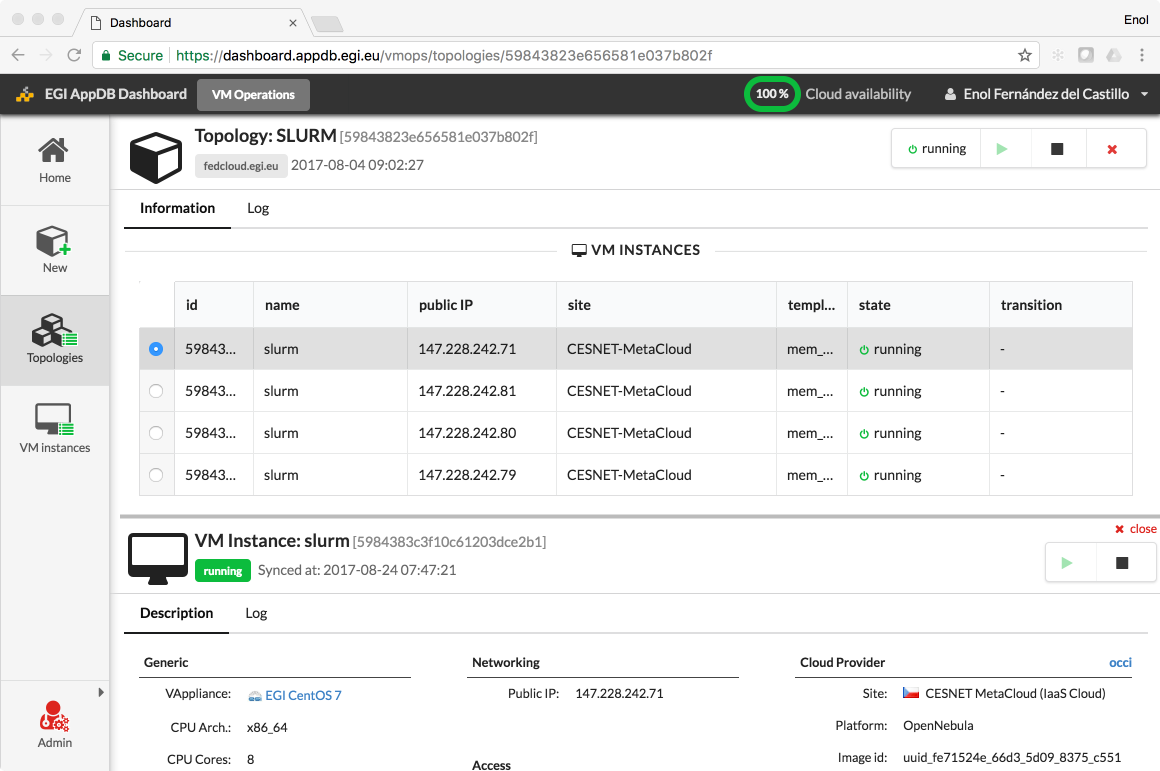 Dashboard
Enol
Secure https://dashboard.appdb.egi.eu/vmops/topologies/59843823e656581e037b802f
EGI AppDB Dashboard VM Operations 100 % Cloud availability Enol Fernández del Castillo
Home
New
Topologies
VM instances
Admin
Topology: SLURM [59843823e656581e037b802f]
fedcloud.egi.eu 2017-08-04 09:02:27
running
Information Log
VM INSTANCES
id name public IP site templ... state transition
59843... slurm 147.228.242.71 CESNET-MetaCloud mem_... running -
59843... slurm 147.228.242.81 CESNET-MetaCloud mem_... running -
59843... slurm 147.228.242.80 CESNET-MetaCloud mem_... running -
59843... slurm 147.228.242.79 CESNET-MetaCloud mem_... running -
close
VM Instance: slurm [5984383c3f10c61203dce2b1]
running Synced at: 2017-08-24 07:47:21
Description Log
Generic
VAppliance: EGI CentOS 7
CPU Arch.: x86_64
CPU Cores: 8
Networking
Public IP: 147.228.242.71
Access
Cloud Provider occi
Site: CESNET MetaCloud (IaaS Cloud)
Platform: OpenNebula
Image id: uuid_fe71524e_66d3_5d09_8375_c551